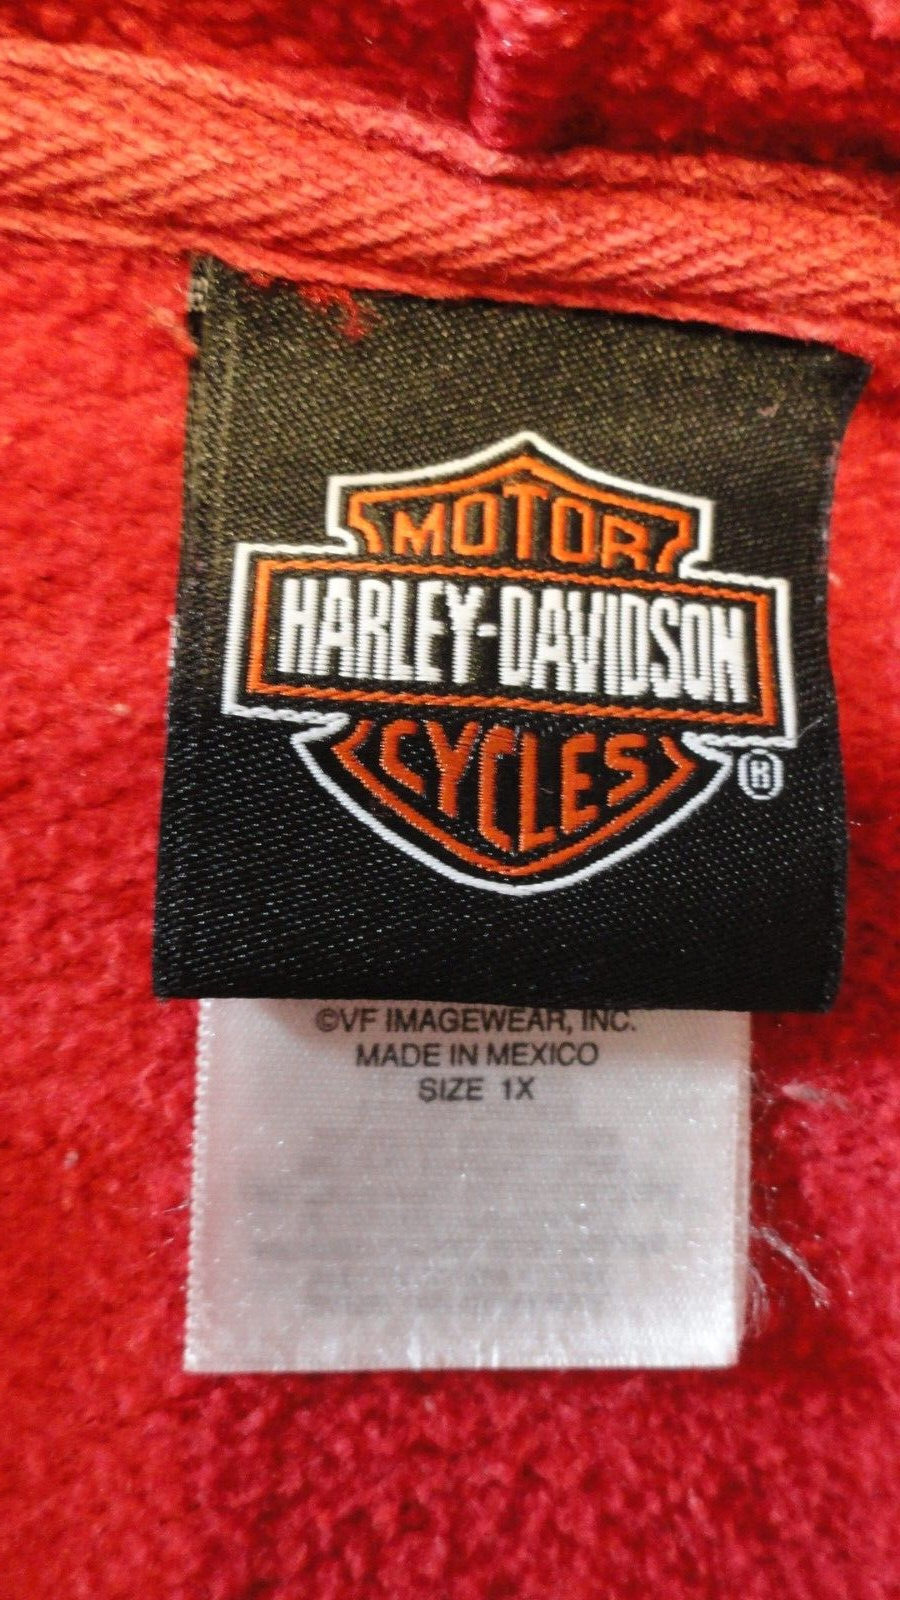 MOTOR
HARLEY-DAVIDSON
CYCLES
®
©VF IMAGEWEAR, INC.
MADE IN MEXICO
SIZE 1X